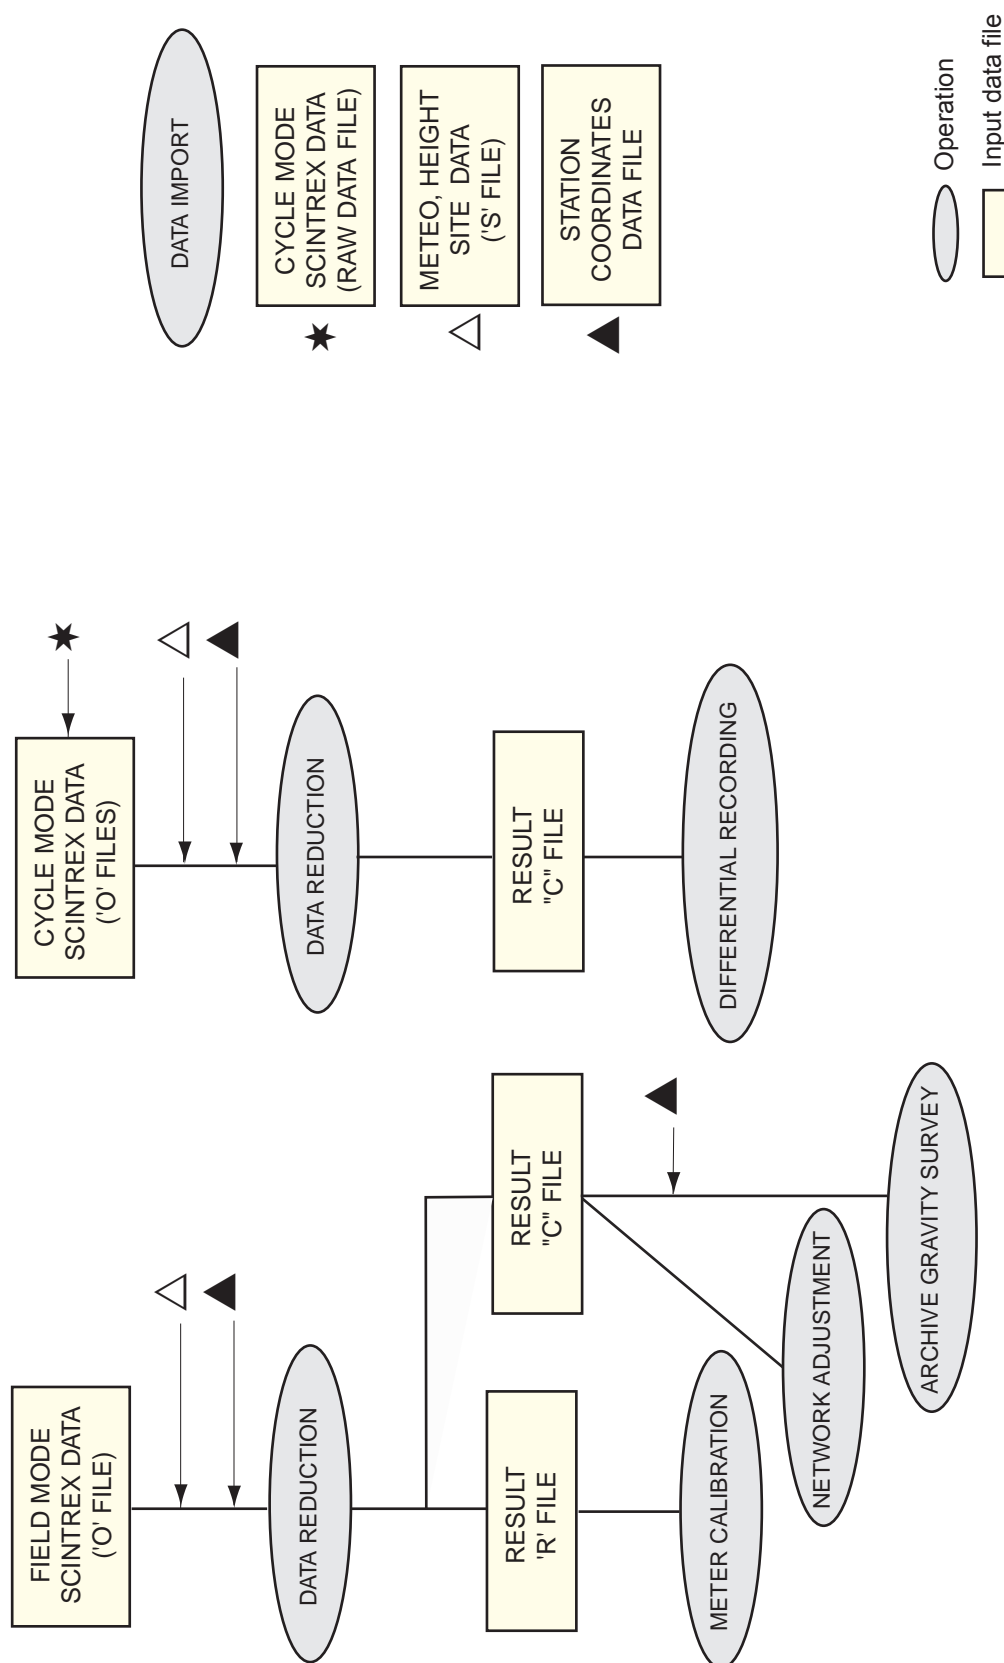 FIELD MODE
SCINTREX DATA
('O' FILE)
DATA REDUCTION
RESULT
'R' FILE
METER CALIBRATION
RESULT
"C" FILE
NETWORK ADJUSTMENT
ARCHIVE GRAVITY SURVEY
CYCLE MODE
SCINTREX DATA
('O' FILES)
DATA REDUCTION
RESULT
"C" FILE
DIFFERENTIAL RECORDING
DATA IMPORT
CYCLE MODE
SCINTREX DATA
(RAW DATA FILE)
METEO, HEIGHT
SITE DATA
('S' FILE)
STATION
COORDINATES
DATA FILE
Operation
Input data file